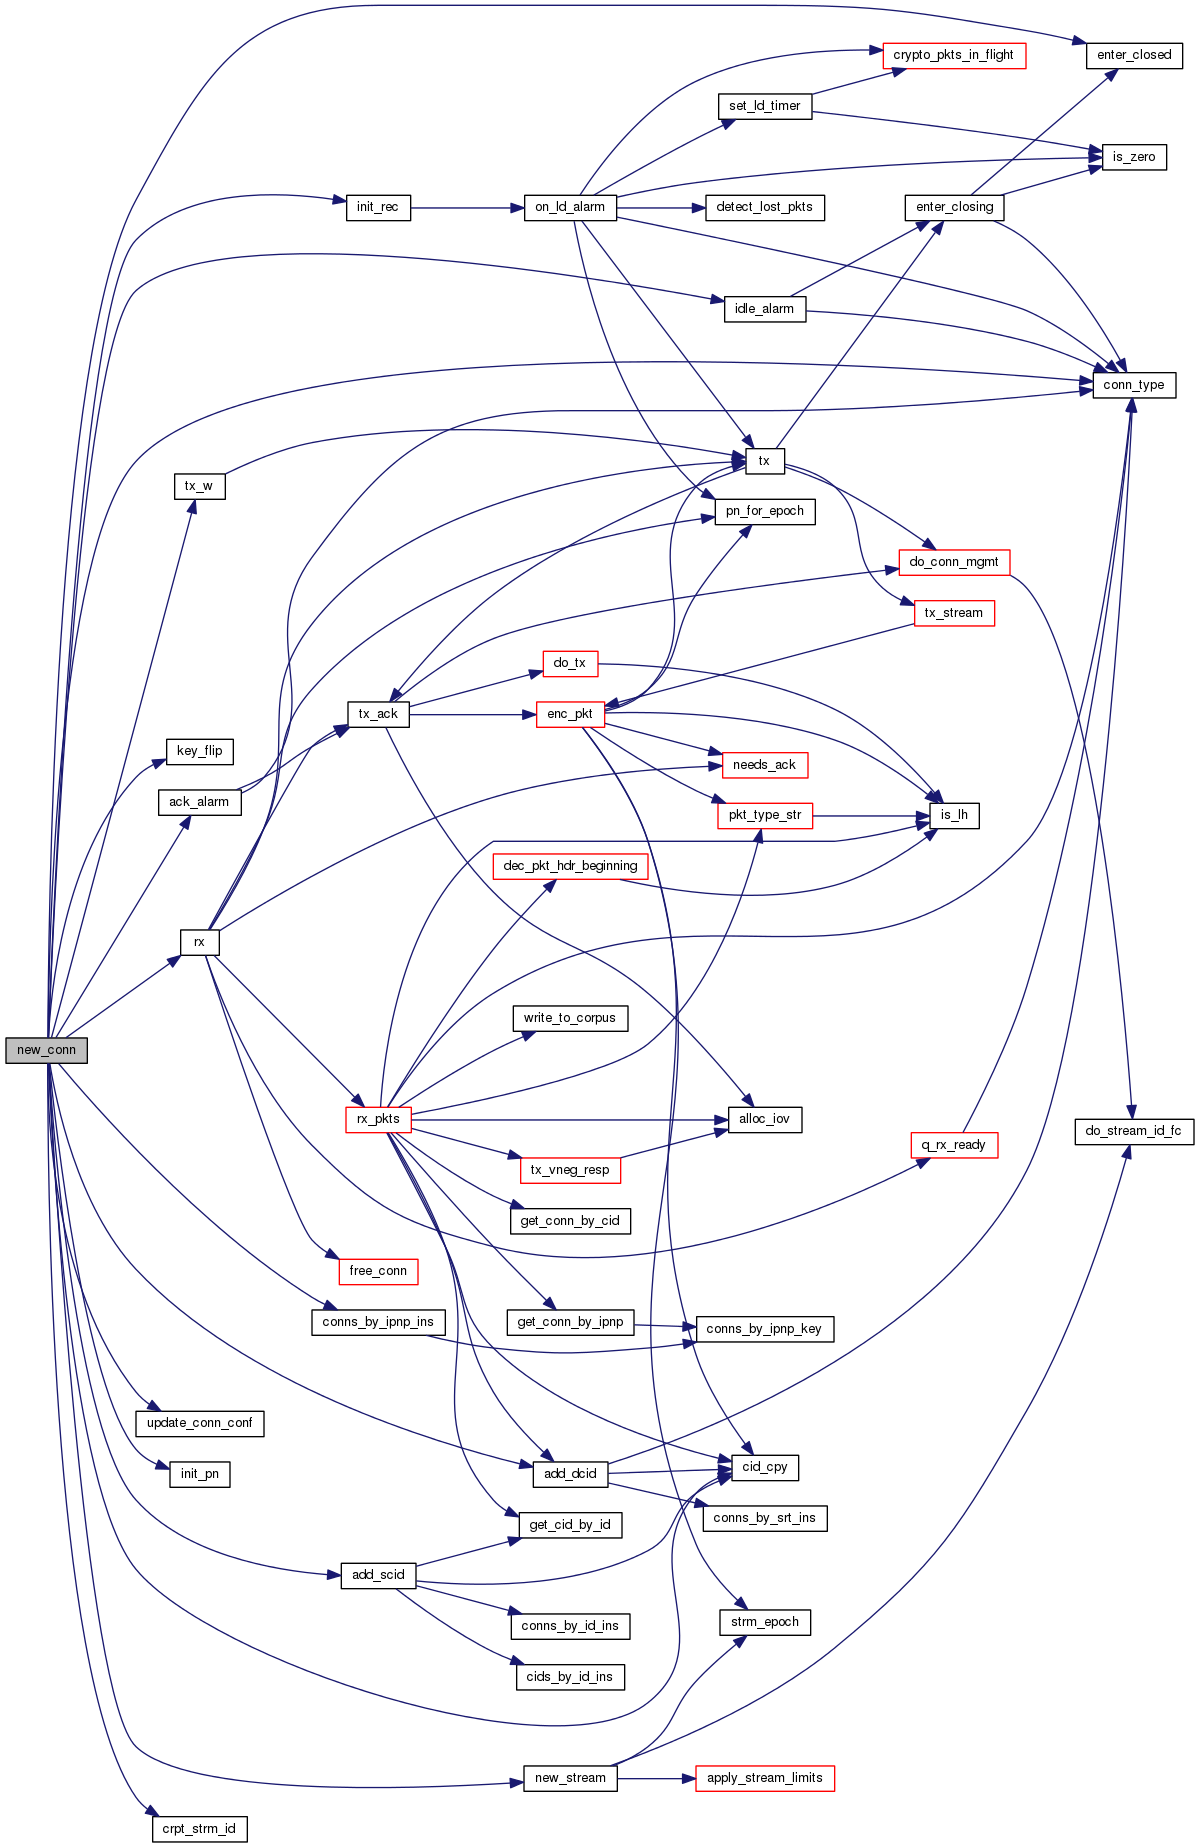 crypto_pkts_in_flight
enter_closed
set_ld_timer
is_zero
init_rec
on_ld_alarm
detect_lost_pkts
enter_closing
idle_alarm
conn_type
tx_w
tx
pn_for_epoch
do_conn_mgmt
tx_stream
do_tx
tx_ack
enc_pkt
key_flip
needs_ack
ack_alarm
pkt_type_str
is_lh
dec_pkt_hdr_beginning
rx
write_to_corpus
new_conn
rx_pkts
alloc_iov
do_stream_id_fc
q_rx_ready
tx_vneg_resp
get_conn_by_cid
free_conn
conns_by_ipnp_ins
get_conn_by_ipnp
conns_by_ipnp_key
update_conn_conf
init_pn
add_dcid
cid_cpy
conns_by_srt_ins
get_cid_by_id
add_scid
conns_by_id_ins
strm_epoch
cids_by_id_ins
new_stream
apply_stream_limits
crpt_strm_id